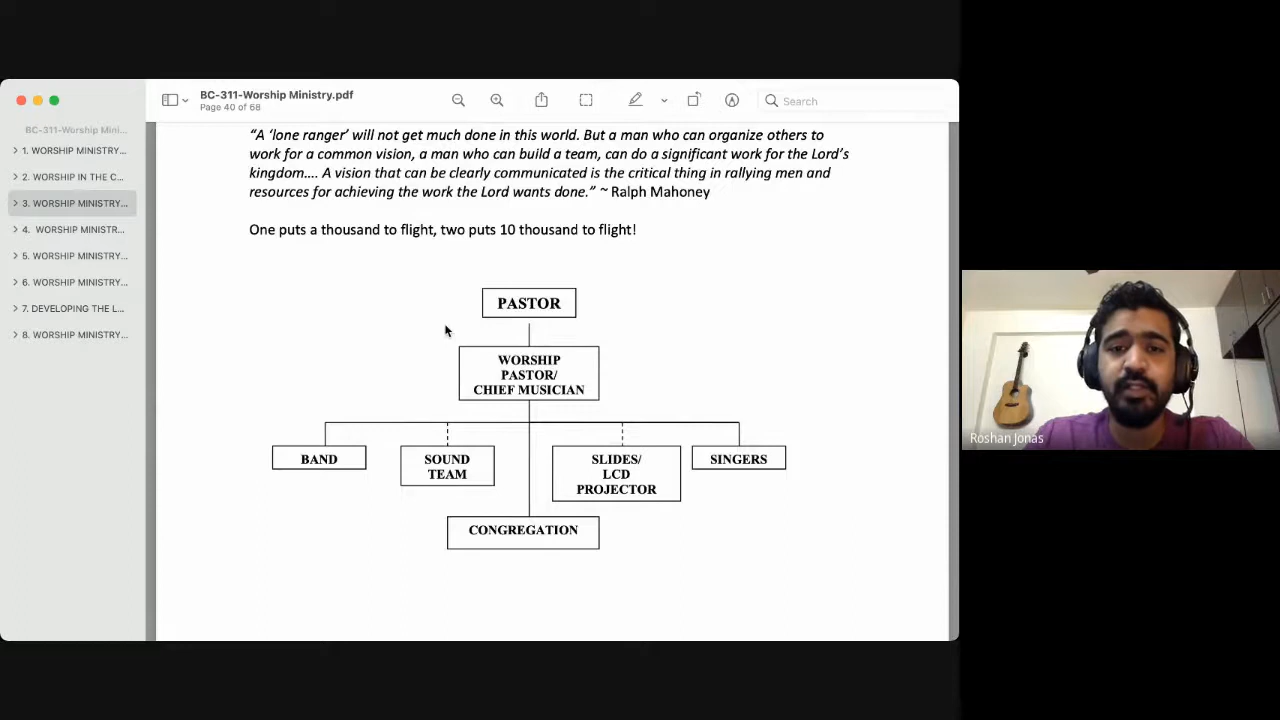 BC-311-Worship Ministry.pdf
Page 40 of 68
Search
BC-311-Worship Mini...
1. WORSHIP MINISTRY...
2. WORSHIP IN THE C...
3. WORSHIP MINISTRY...
4. WORSHIP MINISTR...
5. WORSHIP MINISTRY...
6. WORSHIP MINISTRY...
7. DEVELOPING THE L...
8. WORSHIP MINISTRY...
“A ‘lone ranger’ will not get much done in this world. But a man who can organize others to
work for a common vision, a man who can build a team, can do a significant work for the Lord’s
kingdom.... A vision that can be clearly communicated is the critical thing in rallying men and
resources for achieving the work the Lord wants done.” ~ Ralph Mahoney
One puts a thousand to flight, two puts 10 thousand to flight!
PASTOR
WORSHIP
PASTOR/
CHIEF MUSICIAN
BAND
SOUND
TEAM
SLIDES/
LCD
PROJECTOR
SINGERS
CONGREGATION
Roshan Jonas